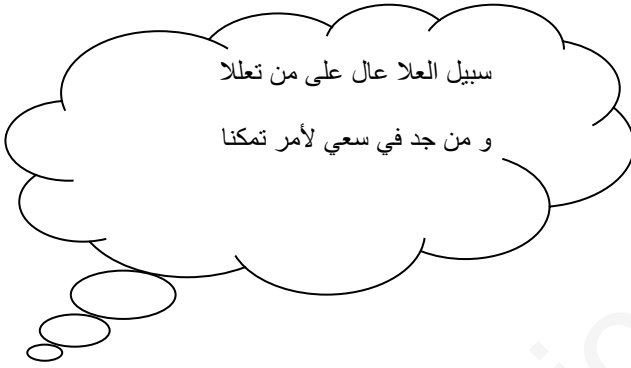 سبيل العلا عال على من تعللا
و من جد في سعي لأمر تمكنا